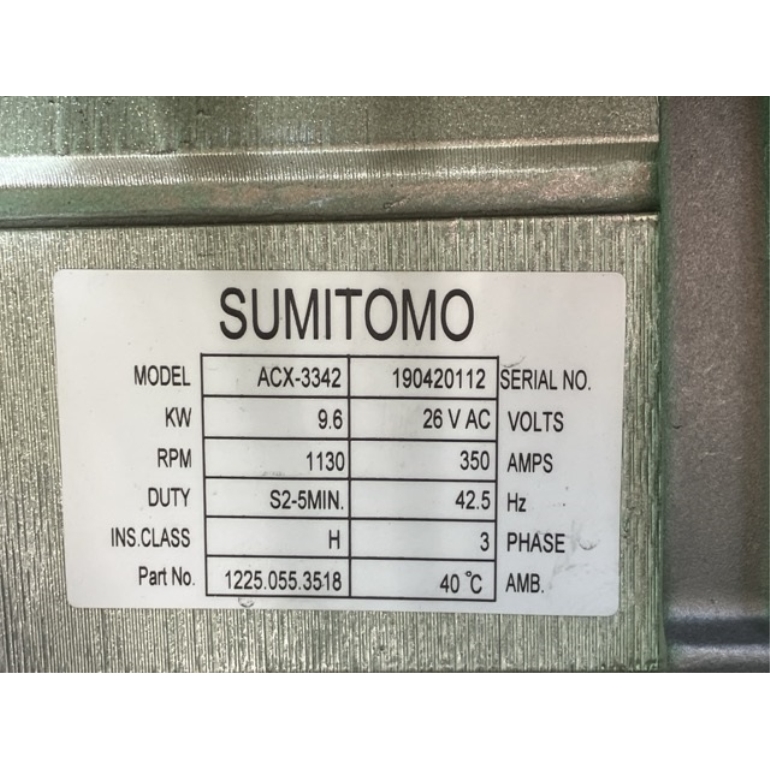 SUMITOMO
MODEL ACX-3342 190420112 SERIAL NO.
KW 9.6 26 V AC VOLTS
RPM 1130 350 AMPS
DUTY S2-5MIN. 42.5 Hz
INS.CLASS H 3 PHASE
Part No. 1225.055.3518 40 °C AMB.